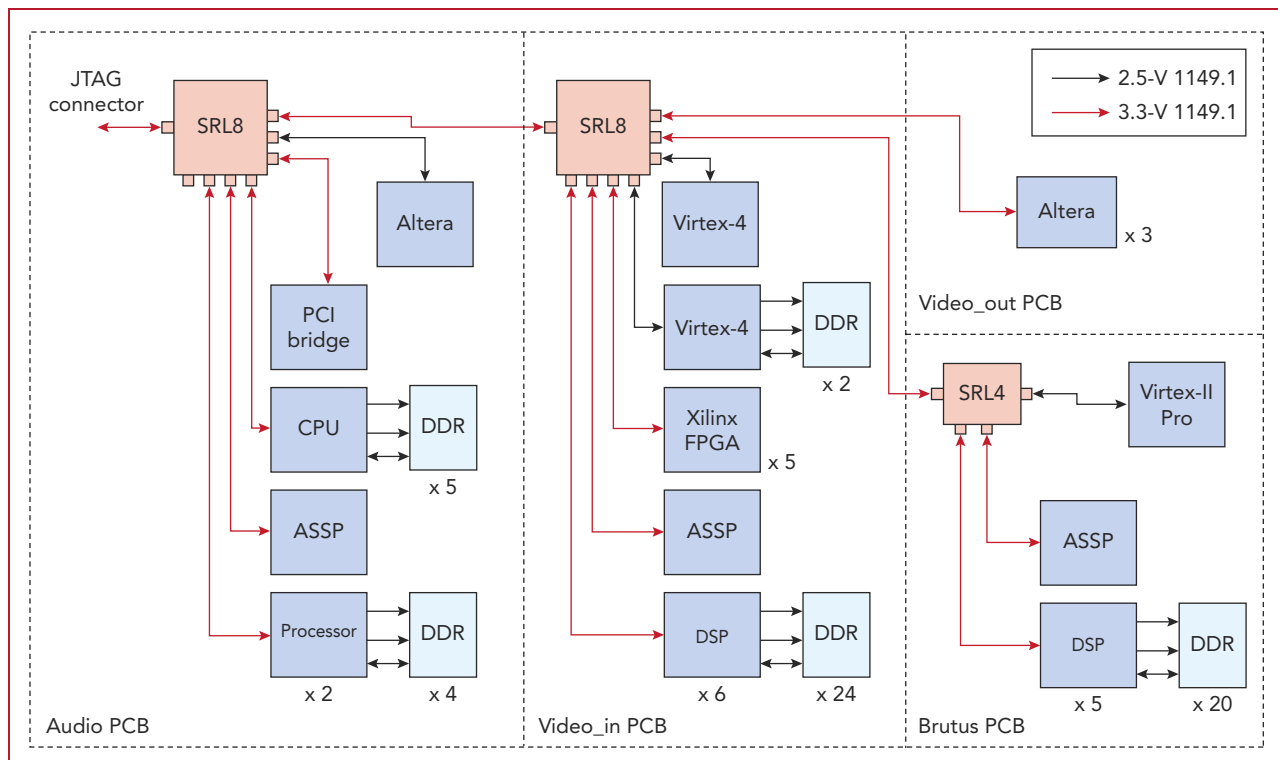 JTAG
connector
SRL8
Altera
PCI
bridge
CPU
DDR
x 5
ASSP
Processor
x 2
DDR
x 4
Audio PCB
SRL8
Virtex-4
Virtex-4
DDR
x 2
Xilinx
FPGA
x 5
ASSP
DSP
x 6
DDR
x 24
Video_in PCB
2.5-V 1149.1
3.3-V 1149.1
Altera
x 3
Video_out PCB
SRL4
Virtex-II
Pro
ASSP
DSP
x 5
DDR
x 20
Brutus PCB